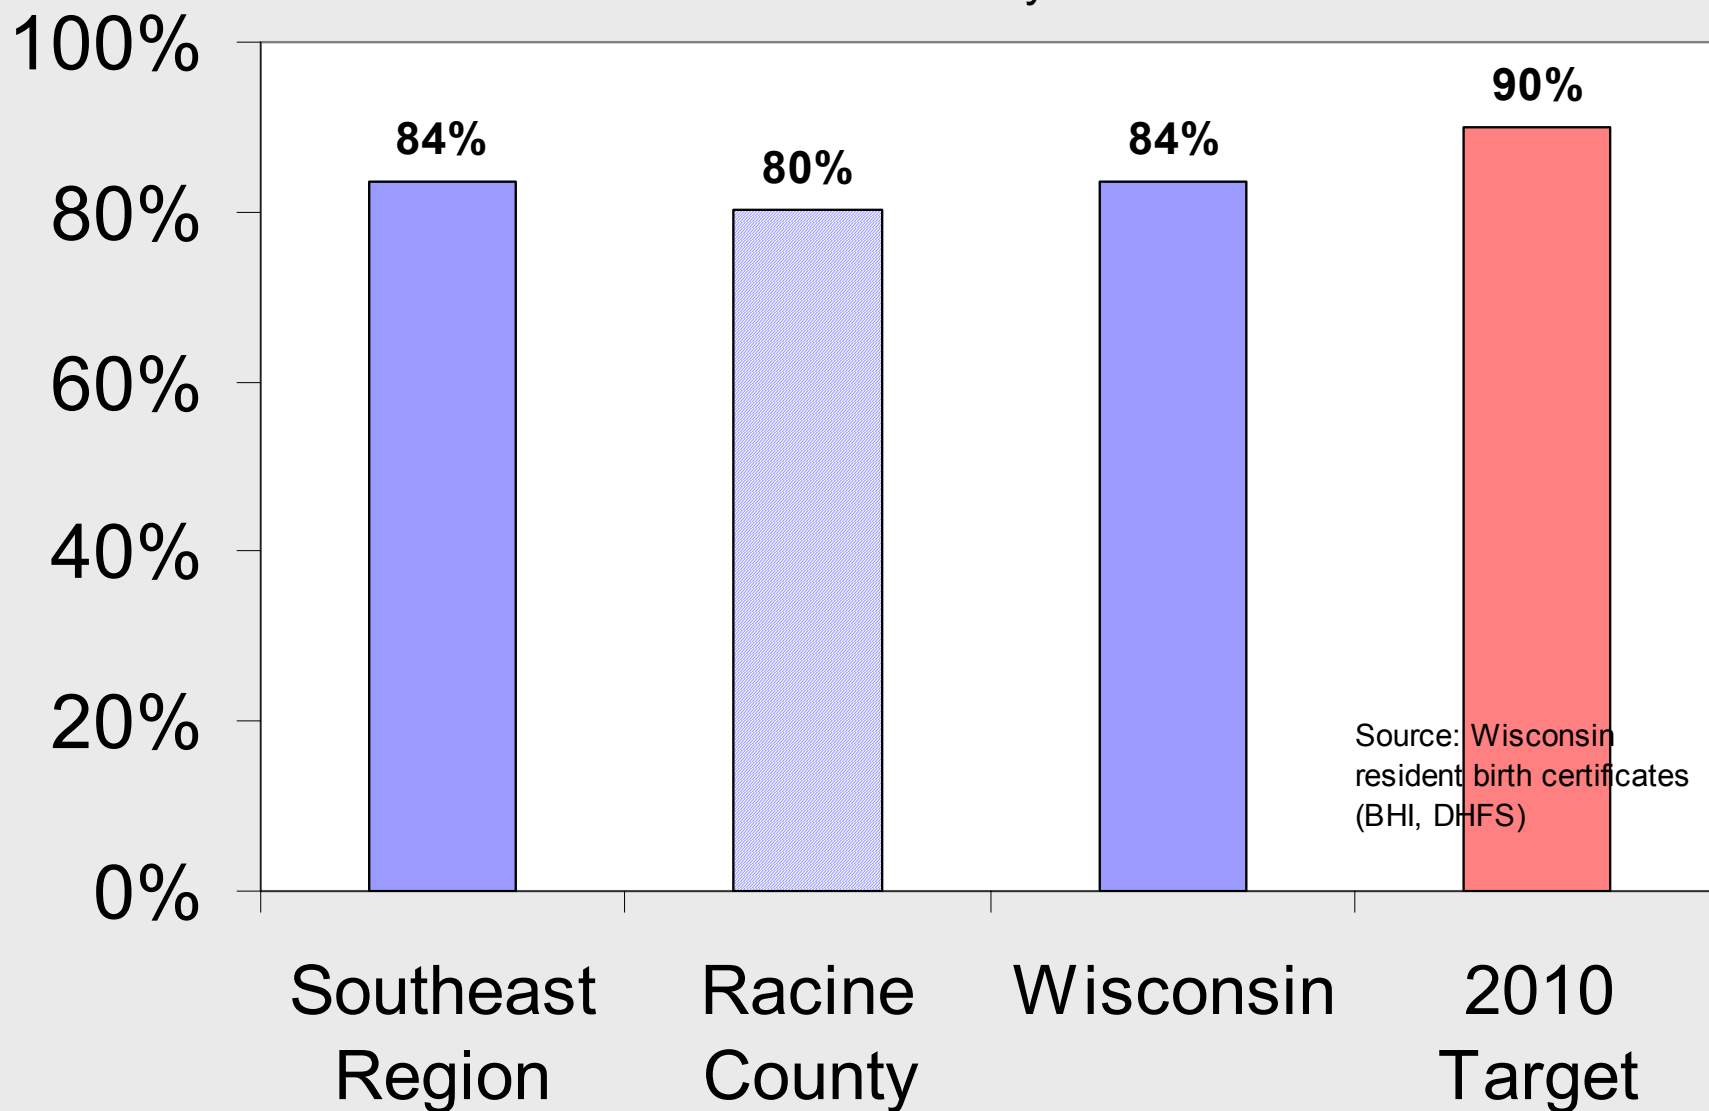 100%
80%
60%
40%
20%
0%
84%
80%
84%
90%
Source: Wisconsin
resident birth certificates
(BHI, DHFS)
Southeast Racine Wisconsin 2010
Region County Target